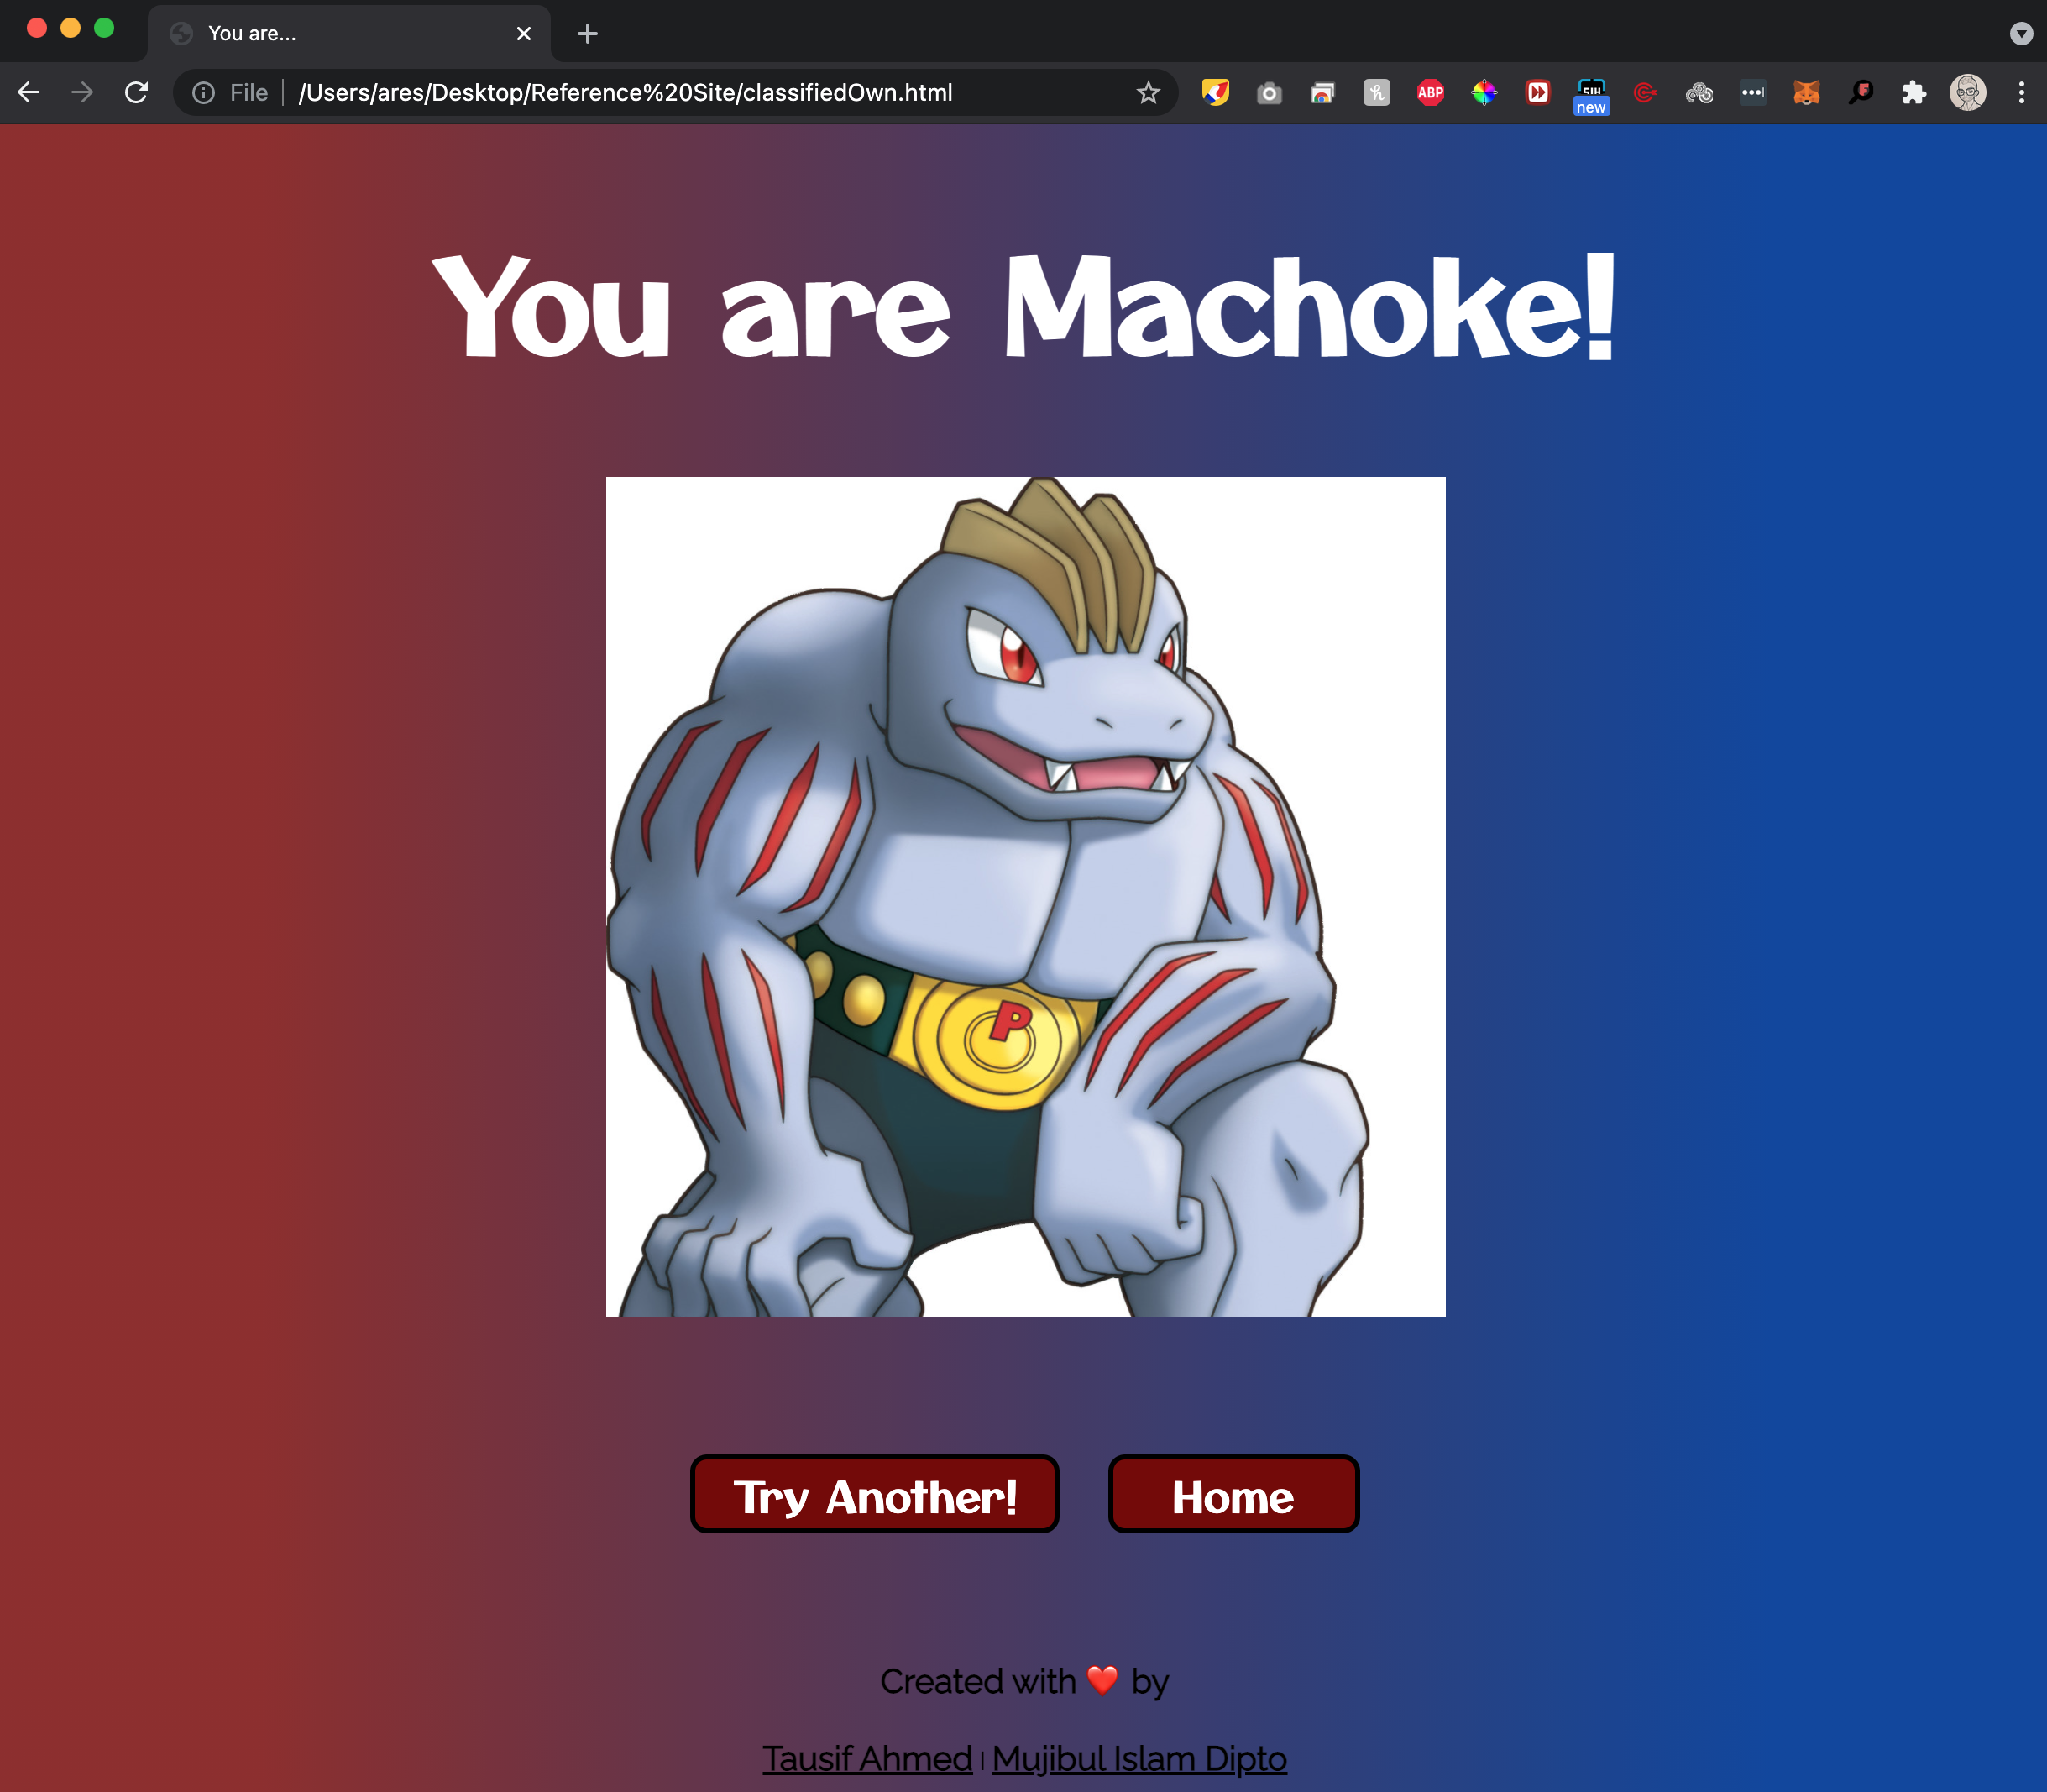 You are...
File
/Users/ares/Desktop/Reference%20Site/classifiedOwn.html
ABP
new
You are Machoke!
P
Try Another!
Home
Created with ❤️ by
Tausif Ahmed | Mujibul Islam Dipto